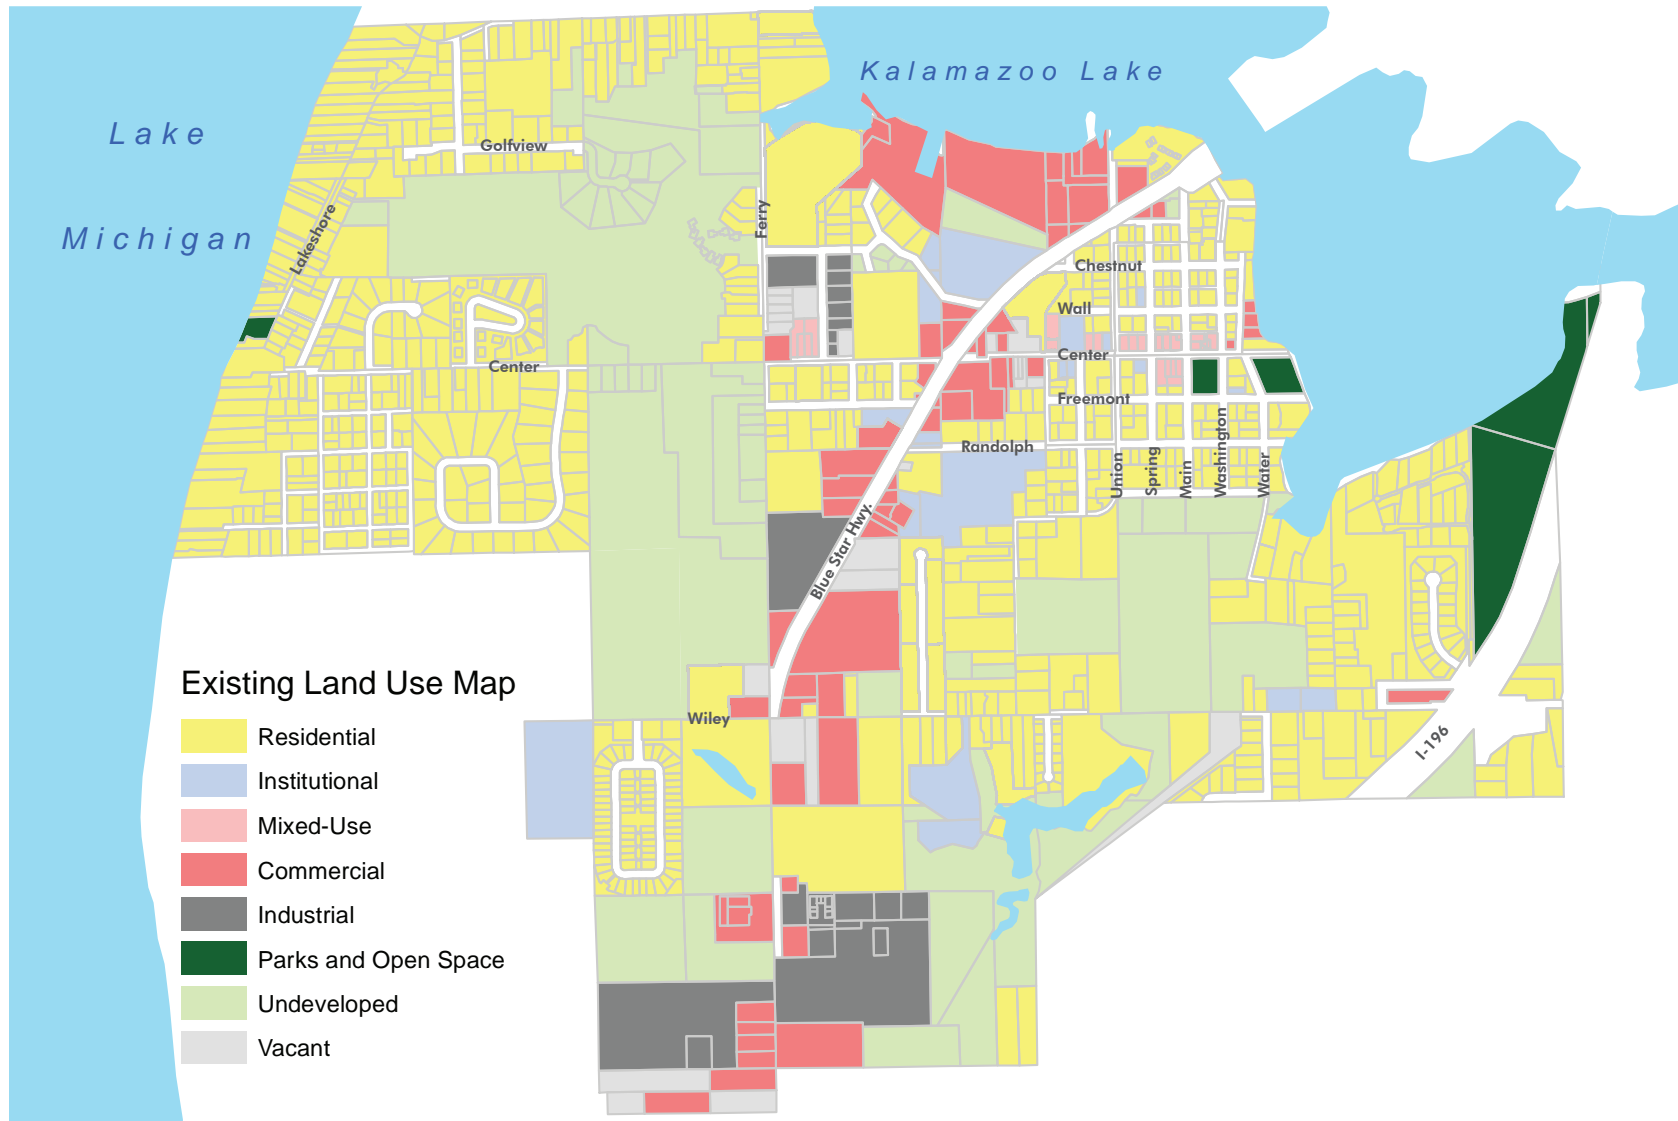 Kalamazoo Lake
Lake
Michigan
Golfview
Lakeshore
Ferry
Chestnut
Wall
Center
Center
Freemont
Randolph
Union
Spring
Main
Washington
Water
Blue Star Hwy.
Wiley
I-196
Existing Land Use Map
Residential
Institutional
Mixed-Use
Commercial
Industrial
Parks and Open Space
Undeveloped
Vacant